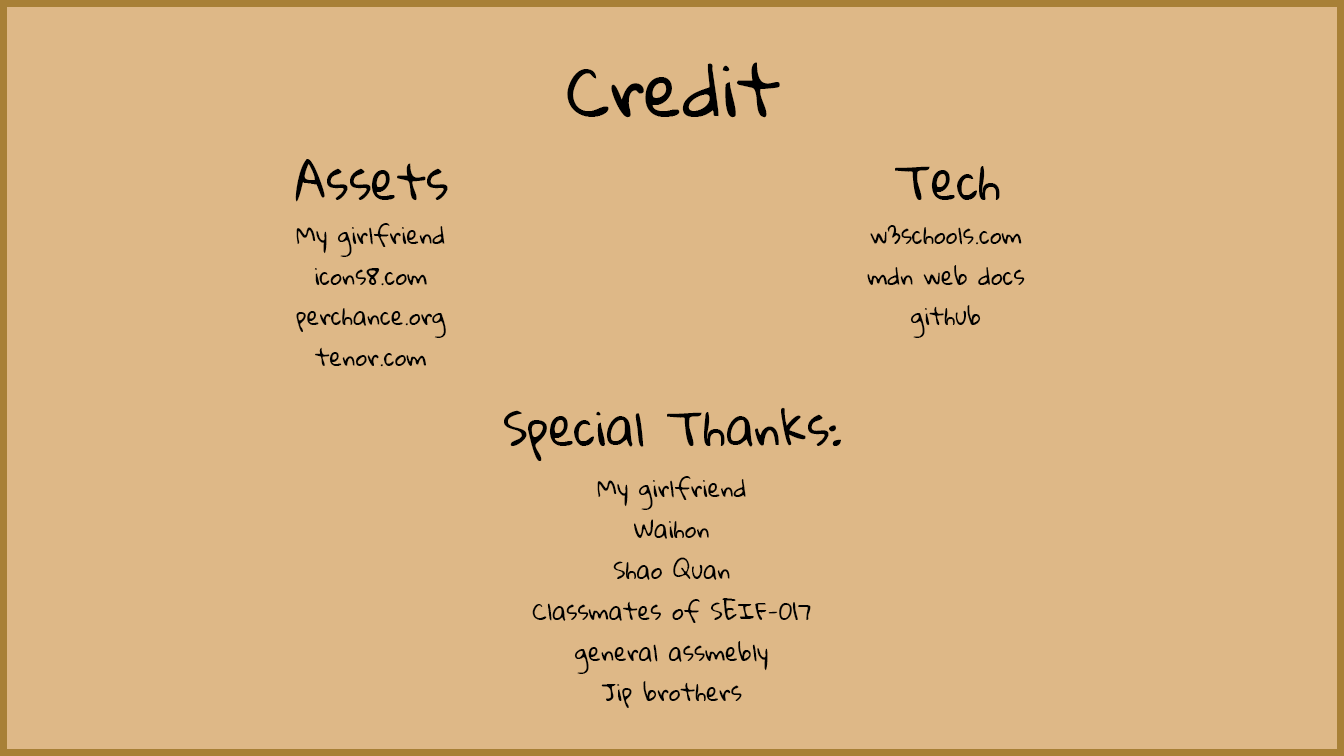 Credit
Assets
My girlfriend
icons8.com
perchance.org
tenor.com
Tech
w3schools.com
mdn web docs
github
Special Thanks:
My girlfriend
Waihon
Shao Quan
Classmates of SEIF-017
general assmebly
Jip brothers